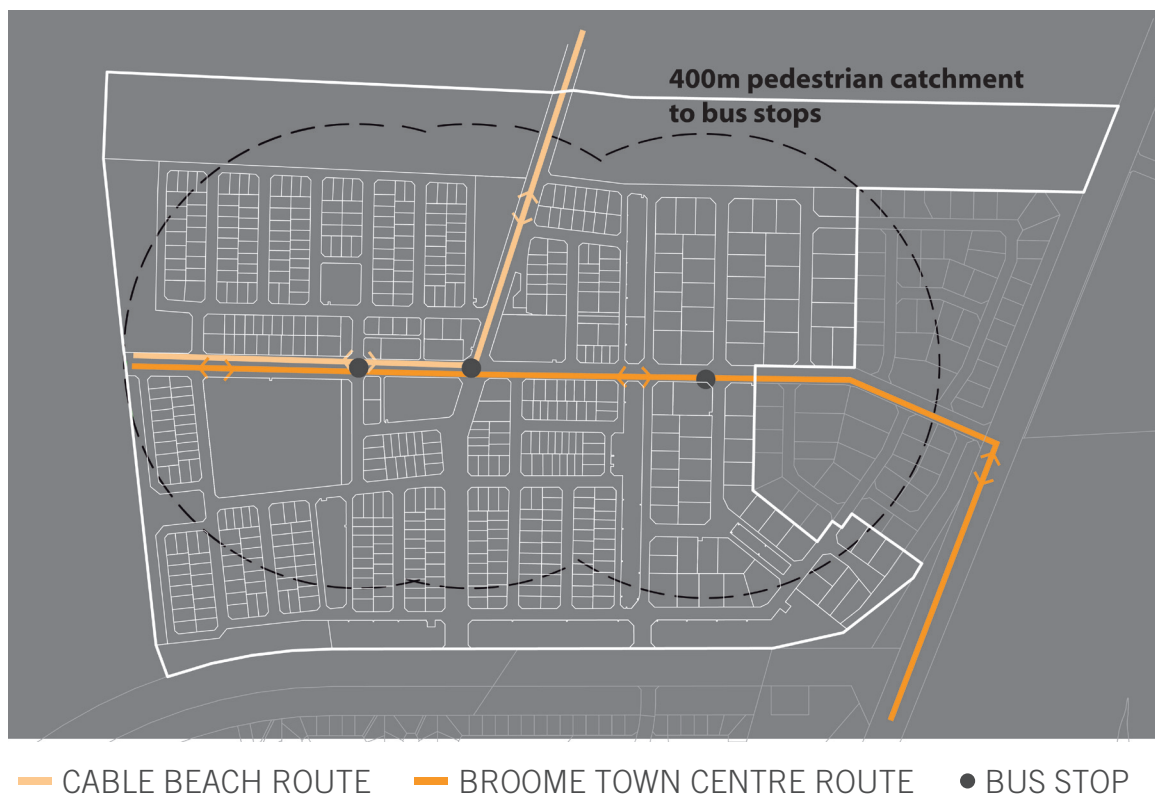 400m pedestrian catchment
to bus stops
CABLE BEACH ROUTE
BROOME TOWN CENTRE ROUTE
BUS STOP